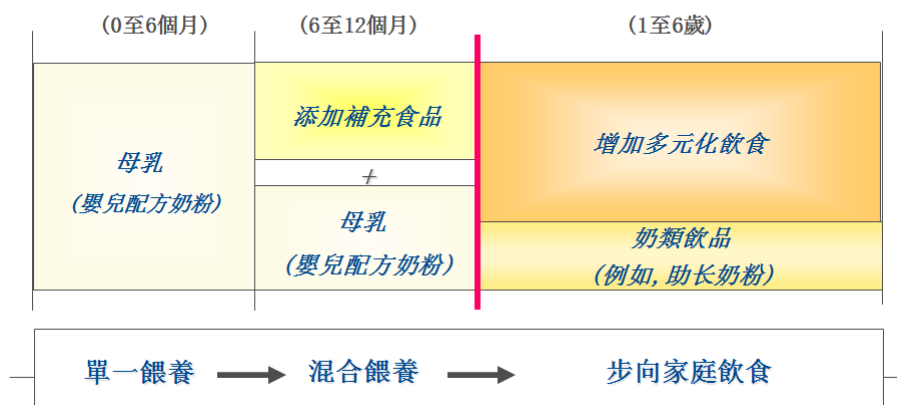 (0至6個月)
(6至12個月)
(1至6歲)
母乳
(嬰兒配方奶粉)
添加補充食品
+
母乳
(嬰兒配方奶粉)
增加多元化飲食
奶類飲品
(例如,助长奶粉)
單一餵養
混合餵養
步向家庭飲食